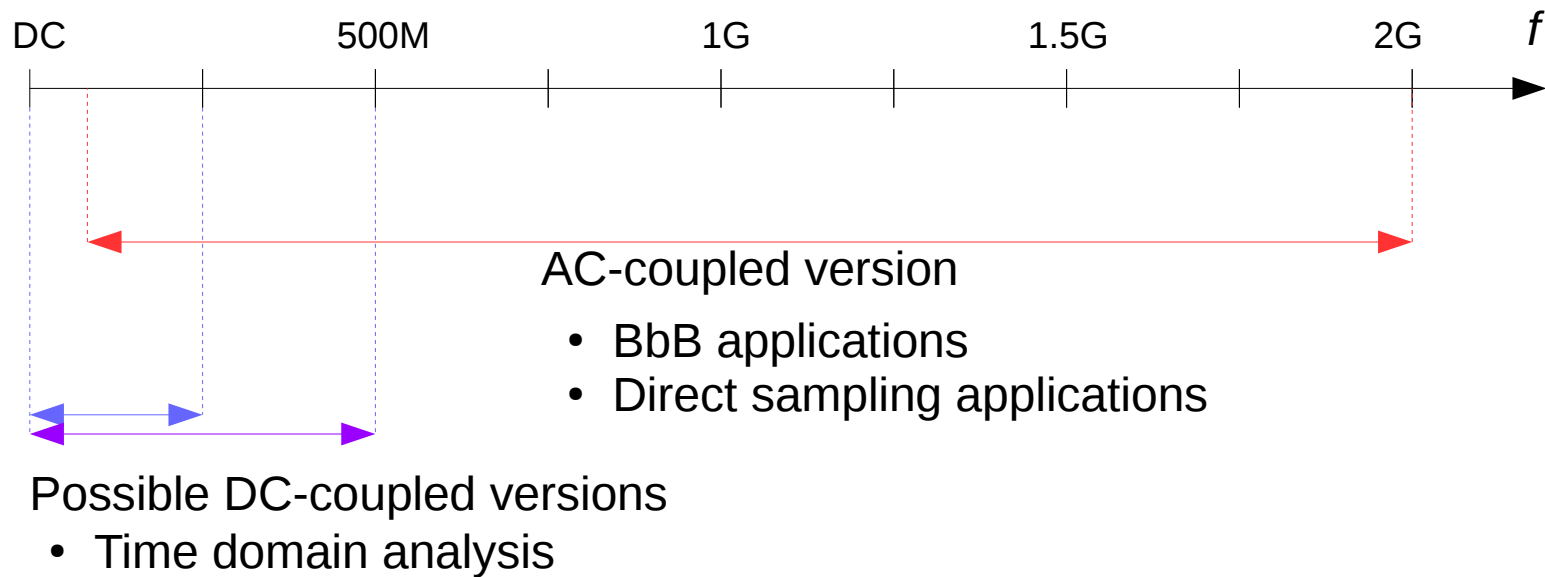 DC 500M 1G 1.5G 2G f
AC-coupled version
• BbB applications
• Direct sampling applications
Possible DC-coupled versions
• Time domain analysis